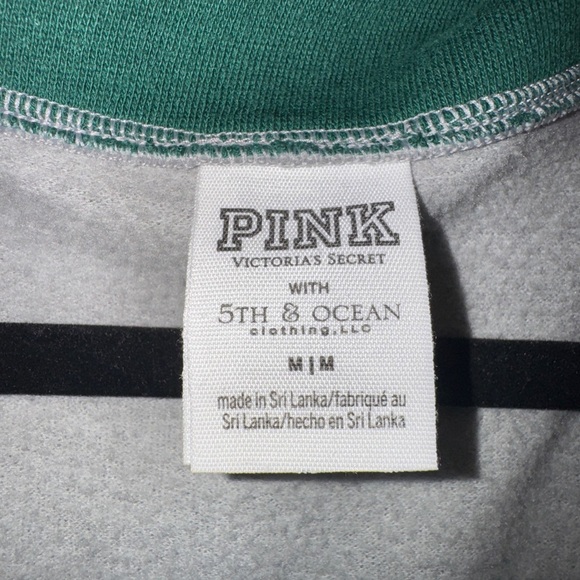 PINK
VICTORIA'S SECRET
WITH
5TH & OCEAN
clothing, LLC
M | M
made in Sri Lanka/fabriqué au
Sri Lanka/hecho en Sri Lanka